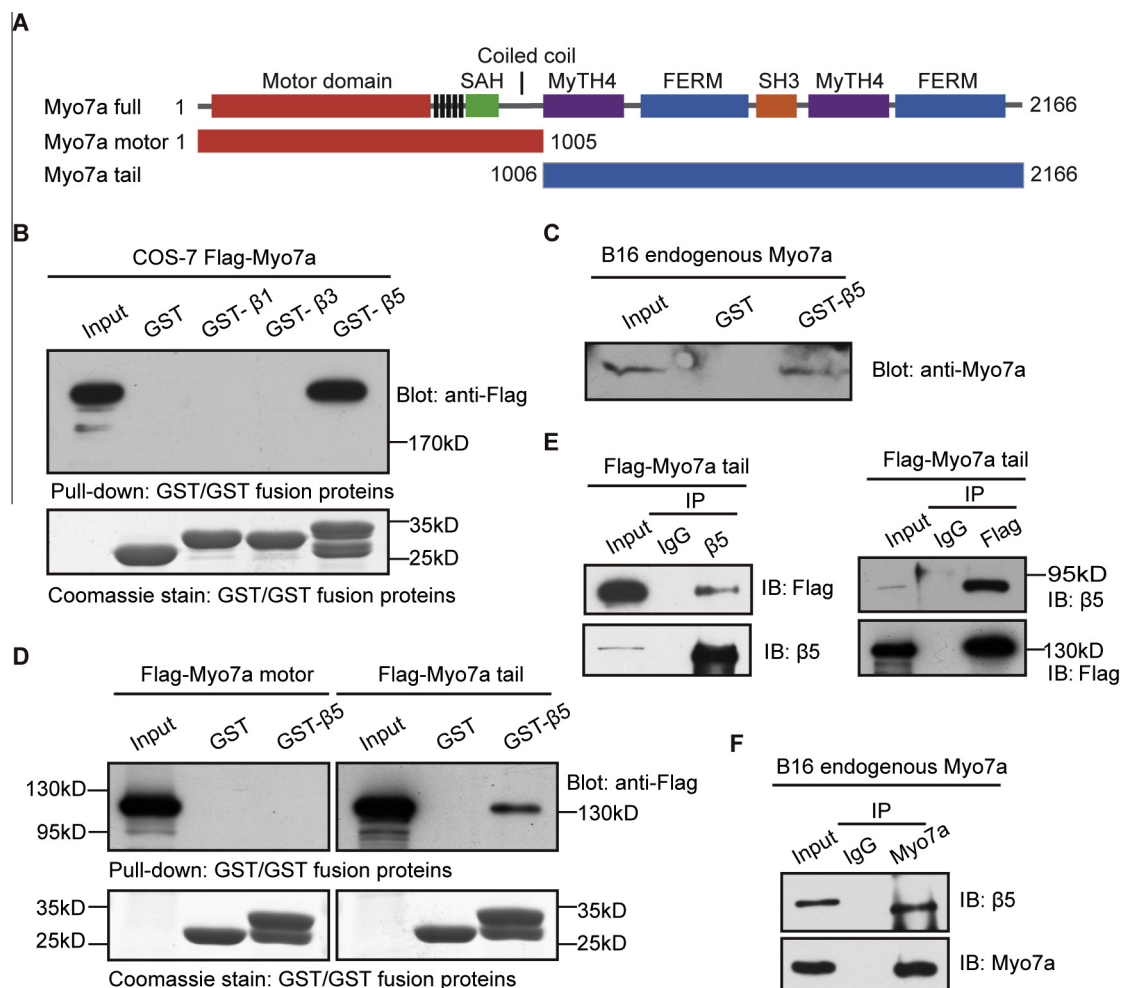 A
Coiled coil
Motor domain SAH MyTH4 FERM SH3 MyTH4 FERM
Myo7a full 1 2166
Myo7a motor 1 1005
Myo7a tail 1006 2166
B
COS-7 Flag-Myo7a
Input GST GST-β1 GST-β3 GST-β5
Blot: anti-Flag
170kD
Pull-down: GST/GST fusion proteins
35kD
25kD
Coomassie stain: GST/GST fusion proteins
C
B16 endogenous Myo7a
Input GST GST-β5
Blot: anti-Myo7a
D
Flag-Myo7a motor Flag-Myo7a tail
Input GST GST-β5 Input GST GST-β5
Blot: anti-Flag
130kD 130kD
95kD
Pull-down: GST/GST fusion proteins
35kD 35kD
25kD 25kD
Coomassie stain: GST/GST fusion proteins
E
Flag-Myo7a tail Flag-Myo7a tail
IP IP
Input IgG β5 Input IgG Flag
IB: Flag 95kD
IB: β5
IB: β5 130kD
IB: Flag
F
B16 endogenous Myo7a
IP
Input IgG Myo7a
IB: β5
IB: Myo7a